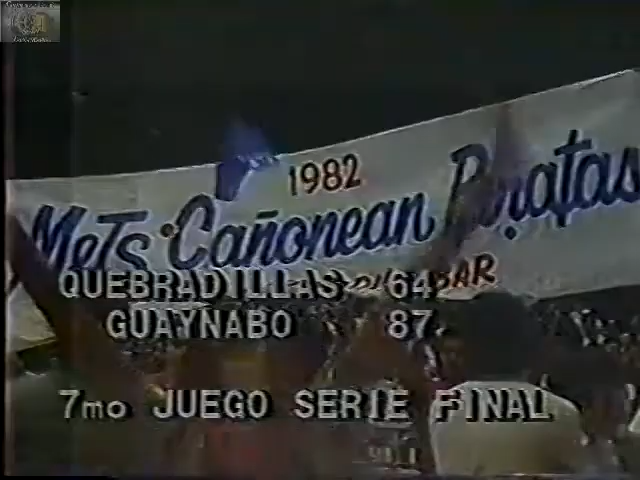 1982
Mets Cañonean Piratas
QUEBRADILLAS 64
GUAYNABO 87
7mo JUEGO SERIE FINAL